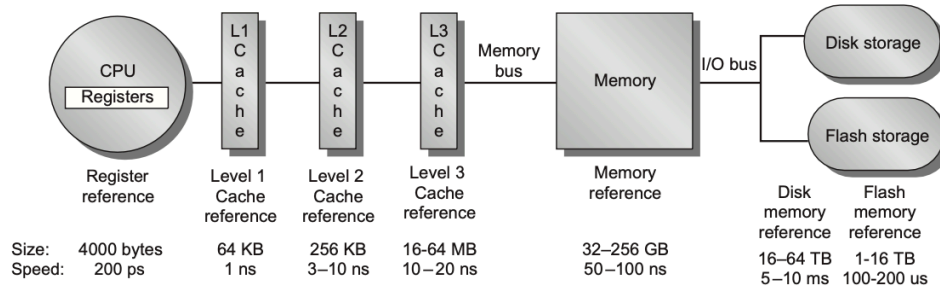 CPU
Registers
L1
C
a
c
h
e
L2
C
a
c
h
e
L3
C
a
c
h
e
Memory
bus
Memory
I/O bus
Disk storage
Flash storage
Register
reference
Level 1
Cache
reference
Level 2
Cache
reference
Level 3
Cache
reference
Memory
reference
Disk
memory
reference
Flash
memory
reference
Size: 4000 bytes 64 KB 256 KB 16-64 MB 32–256 GB 16–64 TB 1-16 TB
Speed: 200 ps 1 ns 3–10 ns 10–20 ns 50–100 ns 5–10 ms 100-200 us